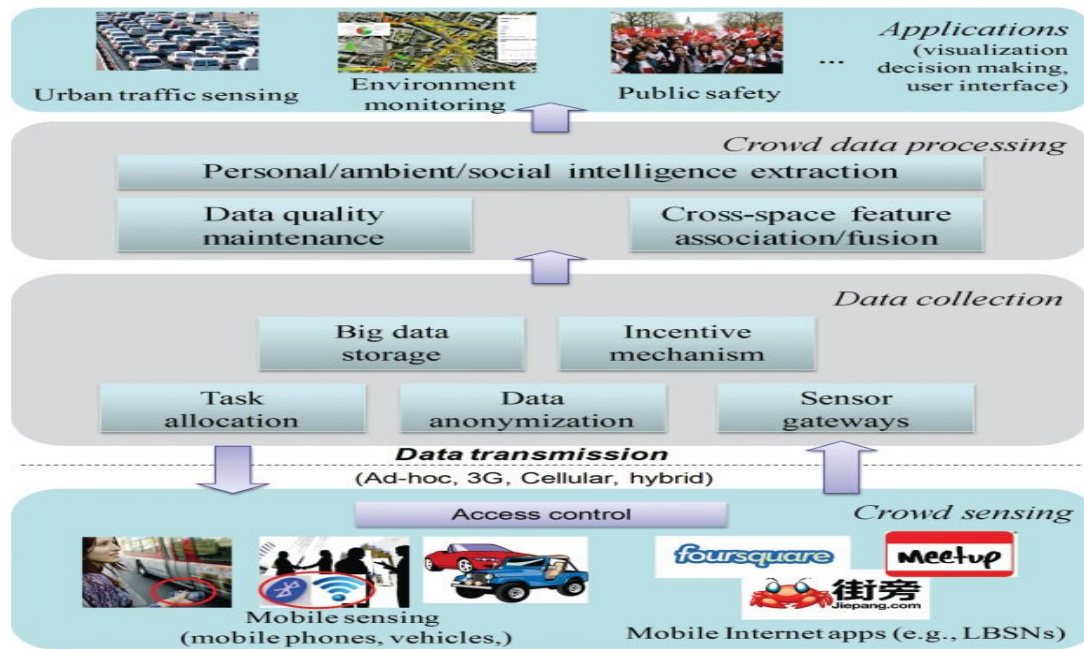 Applications
(visualization
decision making,
user interface)
...
Urban traffic sensing
Environment
monitoring
Public safety
Crowd data processing
Personal/ambient/social intelligence extraction
Data quality
maintenance
Cross-space feature
association/fusion
Data collection
Big data
storage
Incentive
mechanism
Task
allocation
Data
anonymization
Sensor
gateways
Data transmission
(Ad-hoc, 3G, Cellular, hybrid)
Access control
Crowd sensing
foursquare
Meetup
街旁
Jiepang.com
Mobile sensing
(mobile phones, vehicles,)
Mobile Internet apps (e.g., LBSNs)